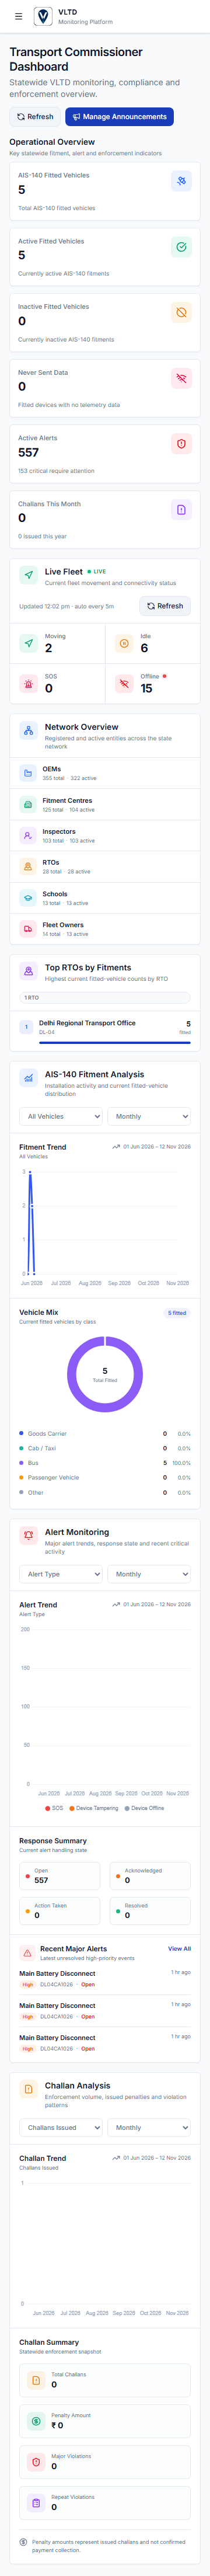 VLTD
Monitoring Platform
Transport Commissioner
Dashboard
Statewide VLTD monitoring, compliance and
enforcement overview.
Refresh
Manage Announcements
Operational Overview
Key statewide fitment, alert and enforcement indicators
AIS-140 Fitted Vehicles
5
Total AIS-140 fitted vehicles
Active Fitted Vehicles
5
Currently active AIS-140 fitments
Inactive Fitted Vehicles
0
Currently inactive AIS-140 fitments
Never Sent Data
0
Fitted devices with no telemetry data
Active Alerts
557
153 critical require attention
Challans This Month
0
0 issued this year
Live Fleet LIVE
Current fleet movement and connectivity status
Updated 12:02 pm · auto every 5m
Refresh
Moving
2
Idle
6
SOS
0
Offline
15
Network Overview
Registered and active entities across the state
network
OEMs
355 total · 322 active
Fitment Centres
125 total · 104 active
Inspectors
103 total · 103 active
RTOs
28 total · 28 active
Schools
13 total · 13 active
Fleet Owners
14 total · 13 active
Top RTOs by Fitments
Highest current fitted-vehicle counts by RTO
1 RTO
1
Delhi Regional Transport Office
DL-04
5
fitted
AIS-140 Fitment Analysis
Installation activity and current fitted-vehicle
distribution
All Vehicles
Monthly
Fitment Trend
01 Jun 2026 – 12 Nov 2026
All Vehicles
3
2
1
0
Jun 2026 Jul 2026 Aug 2026 Sep 2026 Oct 2026 Nov 2026
Vehicle Mix
5 fitted
Current fitted vehicles by class
5
Total Fitted
Goods Carrier 0 0.0%
Cab / Taxi 0 0.0%
Bus 5 100.0%
Passenger Vehicle 0 0.0%
Other 0 0.0%
Alert Monitoring
Major alert trends, response state and recent critical
activity
Alert Type
Monthly
Alert Trend
01 Jun 2026 – 12 Nov 2026
Alert Type
200
150
100
50
0
Jun 2026 Jul 2026 Aug 2026 Sep 2026 Oct 2026 Nov 2026
SOS Device Tampering Device Offline
Response Summary
Current alert handling state
Open
557
Acknowledged
0
Action Taken
0
Resolved
0
Recent Major Alerts
View All
Latest unresolved high-priority events
Main Battery Disconnect 1 hr ago
High DL04CA1026 · Open
Main Battery Disconnect 1 hr ago
High DL04CA1026 · Open
Main Battery Disconnect 1 hr ago
High DL04CA1026 · Open
Challan Analysis
Enforcement volume, issued penalties and violation
patterns
Challans Issued
Monthly
Challan Trend
01 Jun 2026 – 12 Nov 2026
Challans Issued
1
0
Jun 2026 Jul 2026 Aug 2026 Sep 2026 Oct 2026 Nov 2026
Challan Summary
Statewide enforcement snapshot
Total Challans
0
Penalty Amount
₹ 0
Major Violations
0
Repeat Violations
0
Penalty amounts represent issued challans and not confirmed
payment collection.